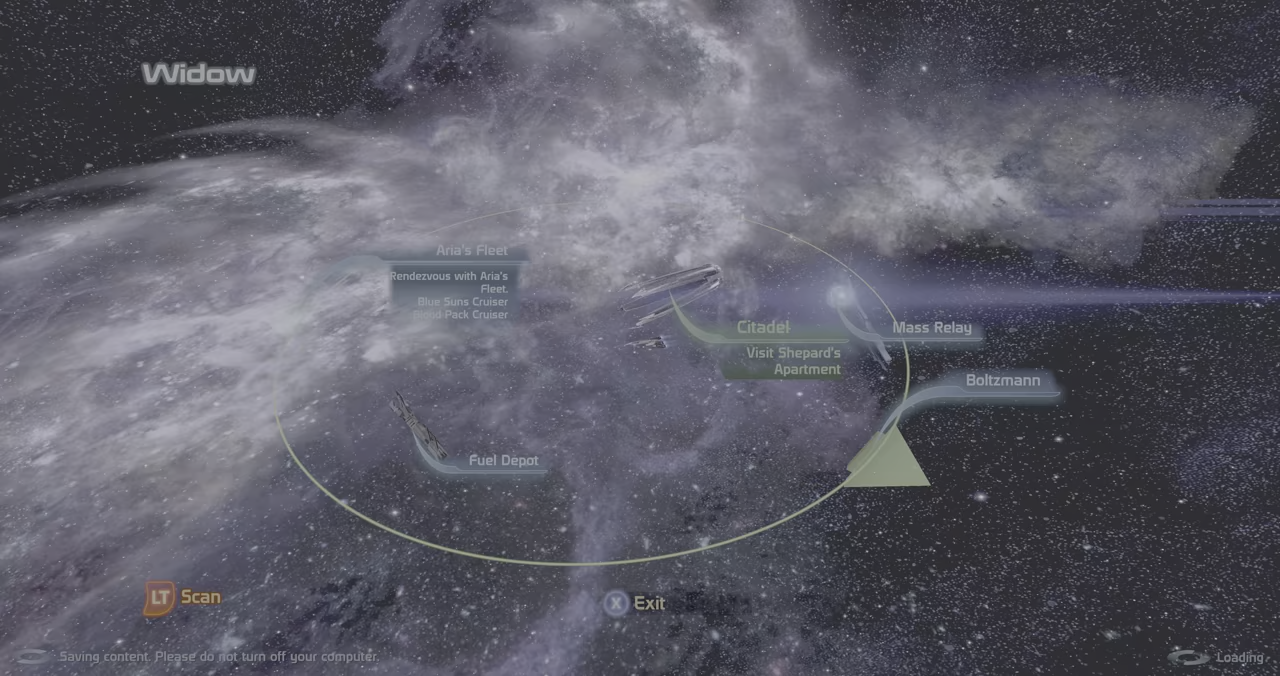 Widow
Aria's Fleet
Rendezvous with Aria's
Fleet.
Blue Suns Cruiser
Blood Pack Cruiser
Citadel
Visit Shepard's
Apartment
Mass Relay
Boltzmann
Fuel Depot
LT Scan
X Exit
Saving content. Please do not turn off your computer.
Loading